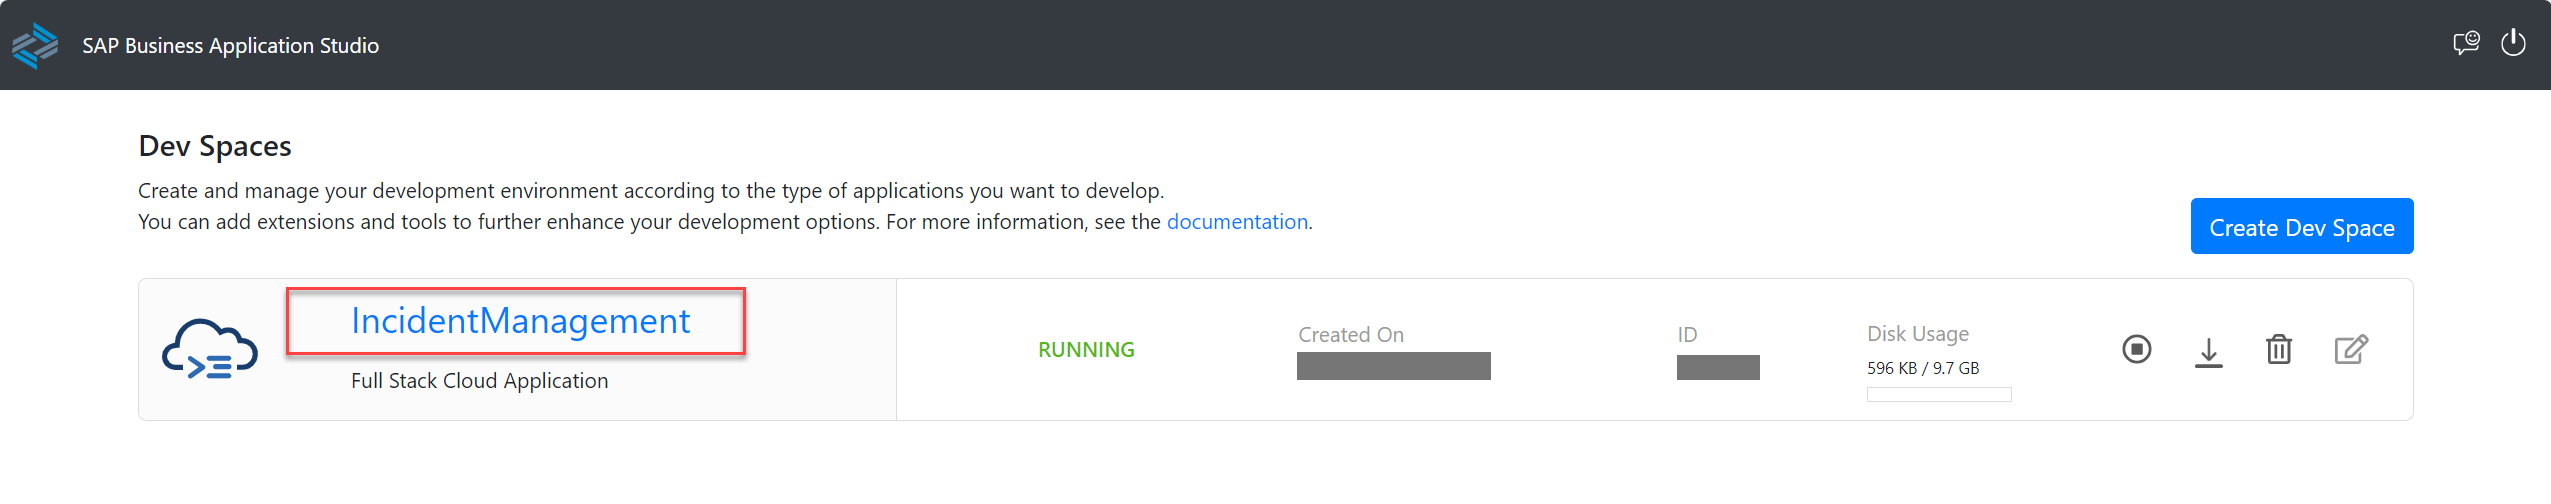 SAP Business Application Studio
Dev Spaces
Create and manage your development environment according to the type of applications you want to develop.
You can add extensions and tools to further enhance your development options. For more information, see the documentation.
Create Dev Space
IncidentManagement
Full Stack Cloud Application
RUNNING
Created On
ID
Disk Usage
596 KB / 9.7 GB